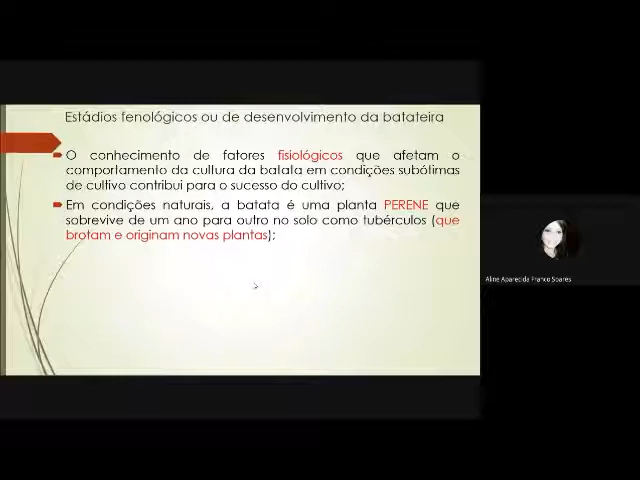 Estádios fenológicos ou de desenvolvimento da batateira
O conhecimento de fatores fisiológicos que afetam o
comportamento da cultura da batata em condições subótimas
de cultivo contribui para o sucesso do cultivo;
Em condições naturais, a batata é uma planta PERENE que
sobrevive de um ano para outro no solo como tubérculos (que
brotam e originam novas plantas);
Aline Aparecida Franco Soares